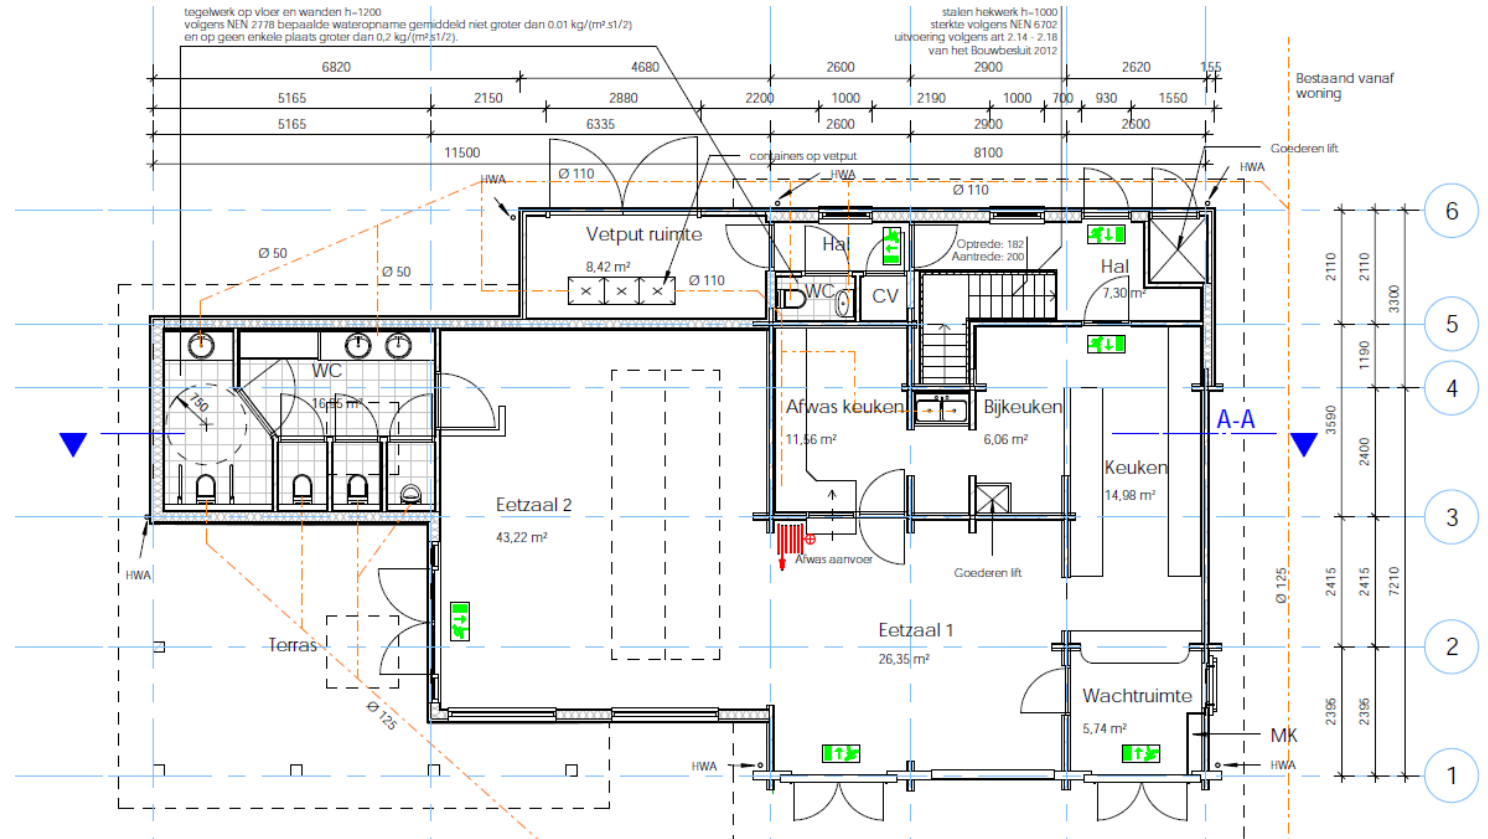 tegelwerk op vloer en wanden h=1200
volgens NEN 2778 bepaalde wateropname gemiddeld niet groter dan 0.01 kg/(m².s1/2)
en op geen enkele plaats groter dan 0,2 kg/(m².s1/2).
stalen hekwerk h=1000
sterkte volgens NEN 6702
uitvoering volgens art 2.14 - 2.18
van het Bouwbesluit 2012
6820 4680 2600 2900 2620 155
Bestaand vanaf
woning
5165 2150 2880 2200 1000 2190 1000 700 930 1550
5165 6335 2600 2900 2600
11500 8100
containers op vetput
Goederen lift
HWA
Ø 110
HWA
HWA
Ø 110
6
Vetput ruimte
8,42 m²
Hal
Optrede: 182
Aantrede: 200
Hal
7,30 m²
Ø 50
Ø 50
Ø 110
WC
CV
2110
2110
3300
5
WC
16,55 m²
750
1190
4
Afwas keuken
11,56 m²
Bijkeuken
6,06 m²
A-A
3590
2400
Keuken
14,98 m²
Eetzaal 2
43,22 m²
3
Afwas aanvoer
Goederen lift
HWA
Ø 125
2415
2415
7210
Eetzaal 1
26,35 m²
Terras
2
Wachtruimte
5,74 m²
Ø 125
2395
2395
MK
HWA
HWA
1